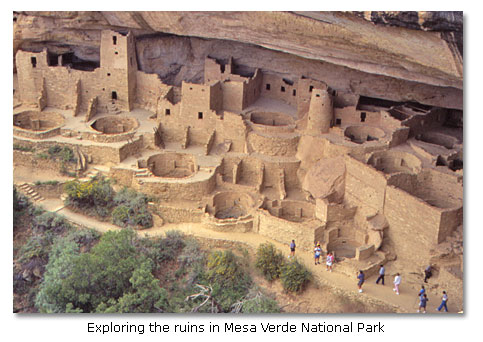 Exploring the ruins in Mesa Verde National Park